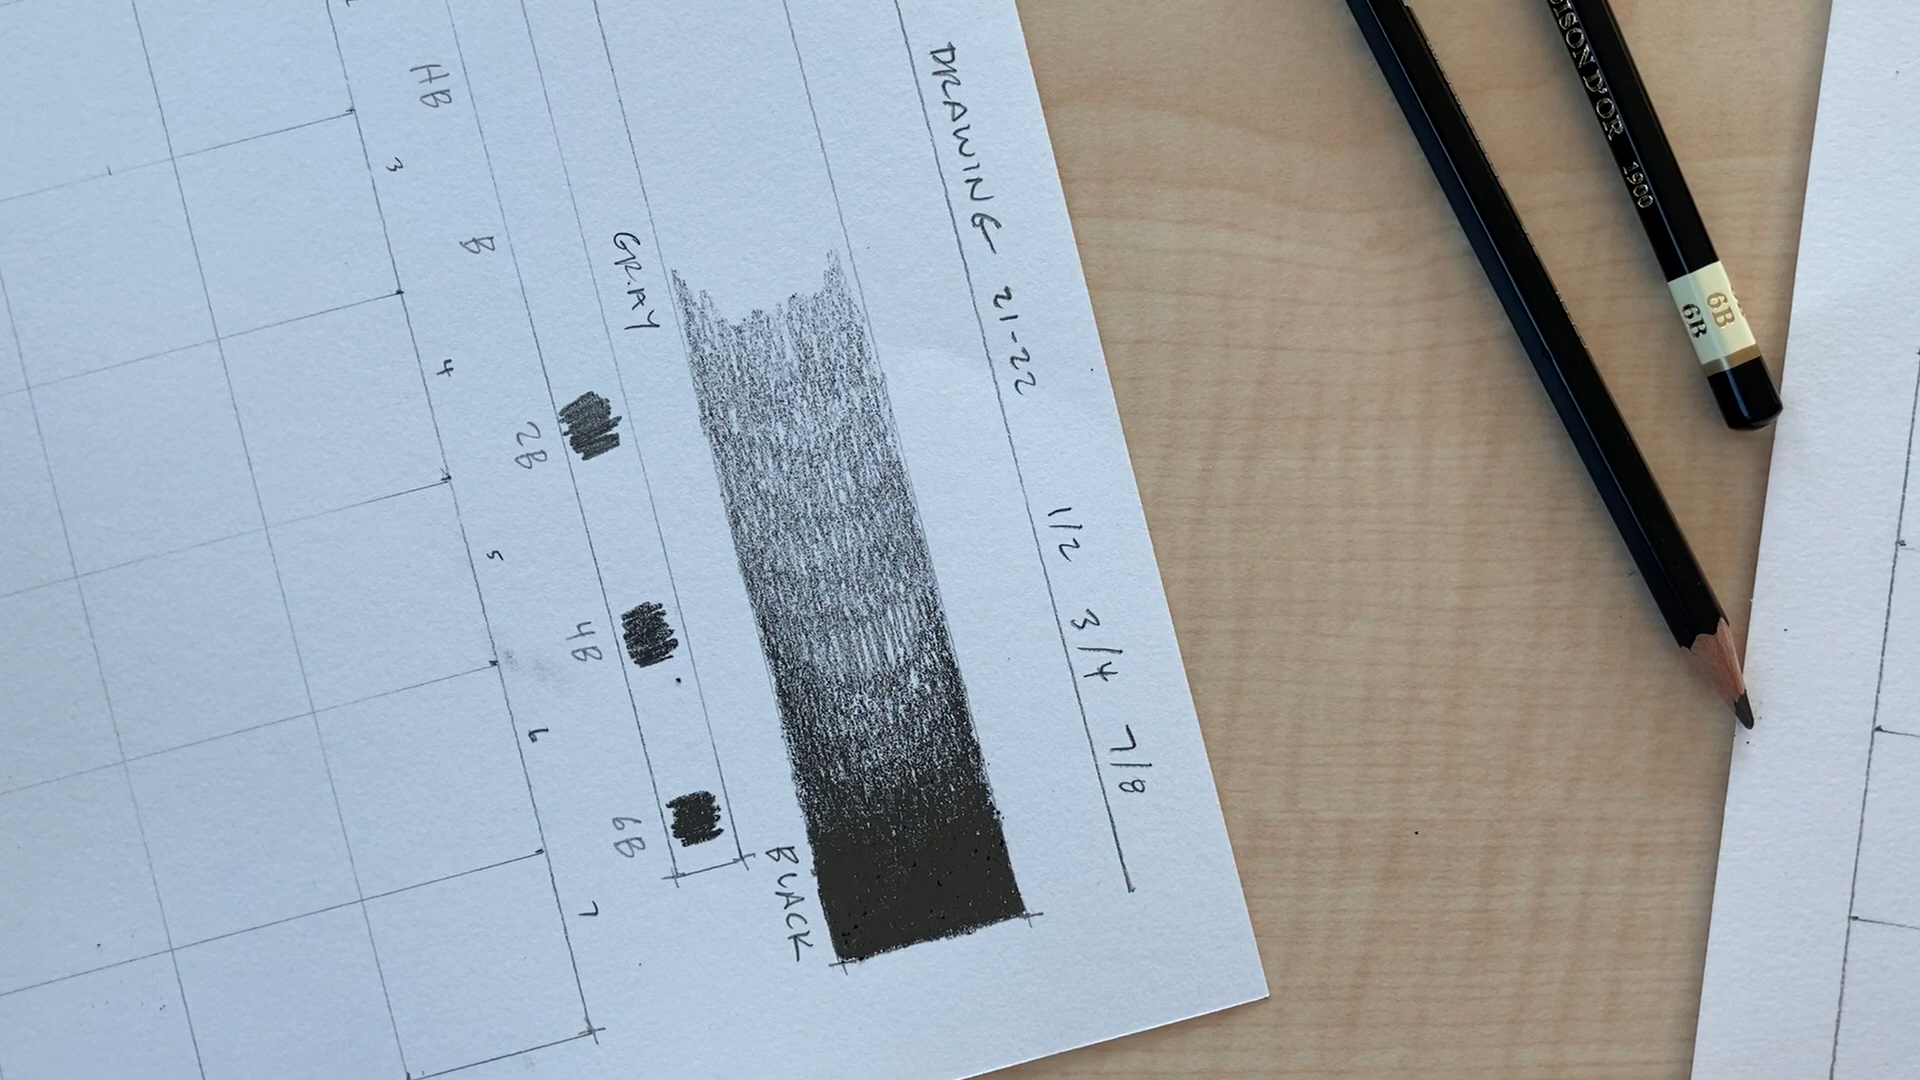 DRAWING 21-22 1/2 3/4 7/8
GRAY BLACK
HB B 2B 4B 6B
3 4 5 6 7
DISON D'OR 1900
6B
6B